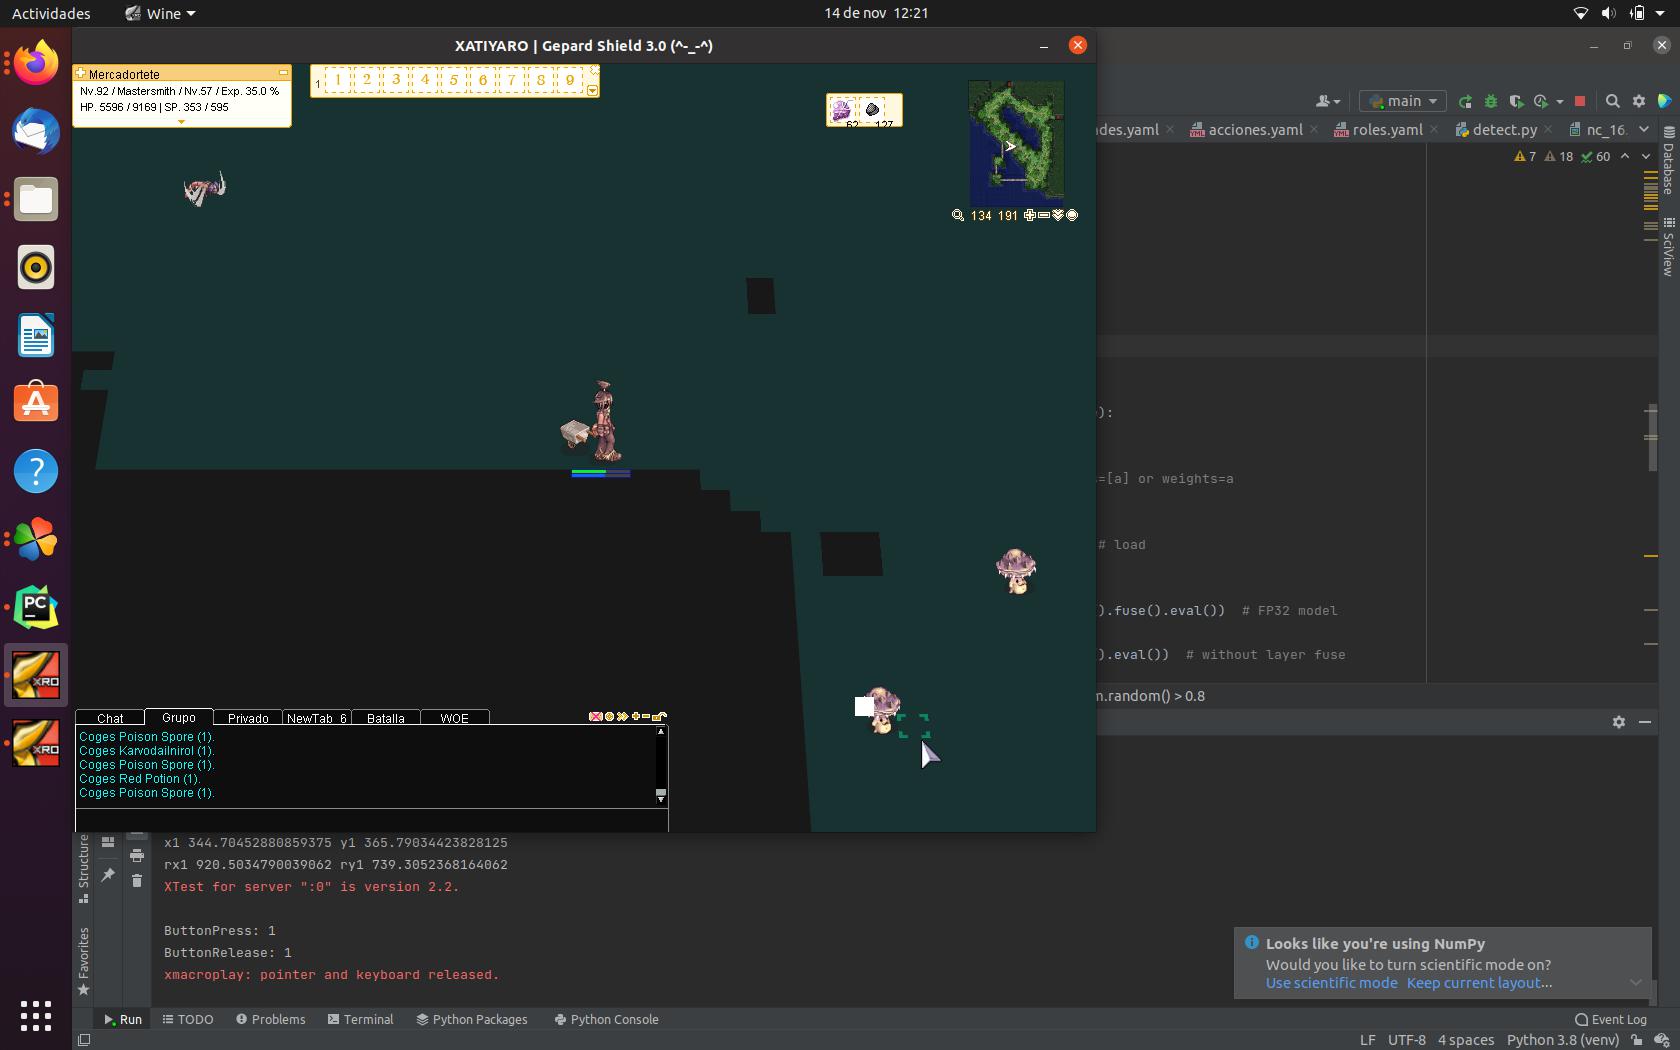 Actividades
Wine
14 de nov 12:21
XATIYARO | Gepard Shield 3.0 (^-_-^)
Mercadortete
Nv.92 / Mastersmith / Nv.57 / Exp. 35.0 %
HP. 5596 / 9169 | SP. 353 / 595
1 1 2 3 4 5 6 7 8 9
62 127
134 191
main
acciones.yaml
roles.yaml
detect.py
7 18 60
Database
SciView
):
=[a] or weights=a
# load
).fuse().eval()) # FP32 model
).eval()) # without layer fuse
m.random() > 0.8
PC
XRO
XRO
Chat Grupo Privado NewTab_6 Batalla WOE
Coges Poison Spore (1).
Coges Karvodailnirol (1).
Coges Poison Spore (1).
Coges Red Potion (1).
Coges Poison Spore (1).
Structure
Favorites
x1 344.70452880859375 y1 365.79034423828125
rx1 920.5034790039062 ry1 739.3052368164062
XTest for server ":0" is version 2.2.
ButtonPress: 1
ButtonRelease: 1
xmacroplay: pointer and keyboard released.
Looks like you're using NumPy
Would you like to turn scientific mode on?
Use scientific mode Keep current layout...
Run TODO Problems Terminal Python Packages Python Console
Event Log
LF UTF-8 4 spaces Python 3.8 (venv)